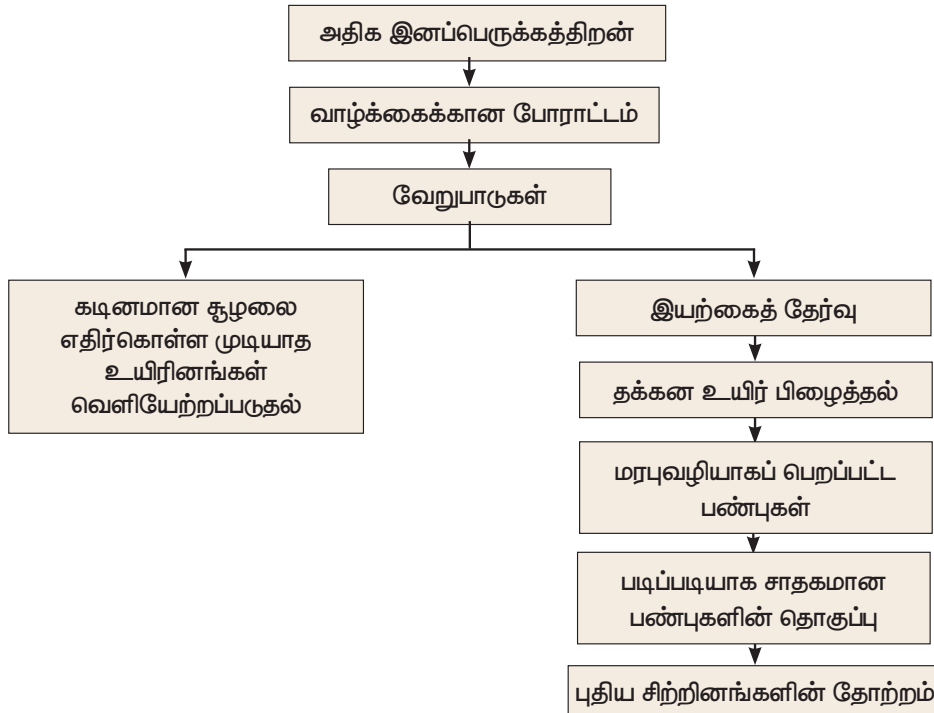 அதிக இனப்பெருக்கத்திறன்
வாழ்க்கைக்கான போராட்டம்
வேறுபாடுகள்
கடினமான சூழலை
எதிர்கொள்ள முடியாத
உயிரினங்கள்
வெளியேற்றப்படுதல்
இயற்கைத் தேர்வு
தக்கன உயிர் பிழைத்தல்
மரபுவழியாகப் பெறப்பட்ட
பண்புகள்
படிப்படியாக சாதகமான
பண்புகளின் தொகுப்பு
புதிய சிற்றினங்களின் தோற்றம்